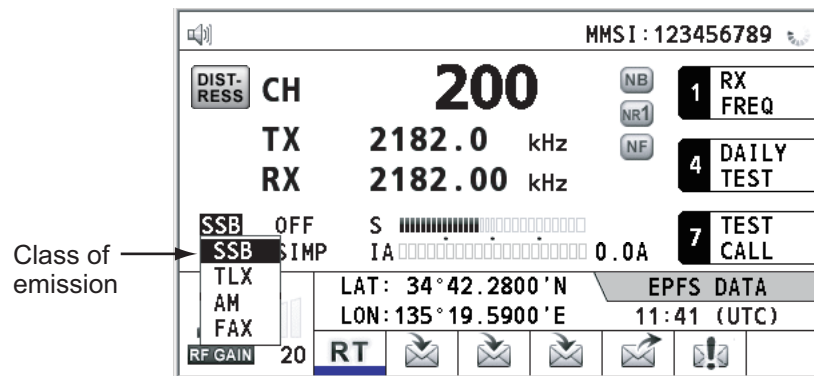 MMSI:123456789
DIST-
RESS
CH 200
NB
1 RX
FREQ
NR1
TX 2182.0 kHz
NF
RX 2182.00 kHz
4 DAILY
TEST
SSB OFF S
7 TEST
CALL
Class of
emission
SSB SIMP IA 0.0A
TLX
AM
FAX
LAT: 34°42.2800'N
EPFS DATA
LON:135°19.5900'E
11:41 (UTC)
RF GAIN 20 RT